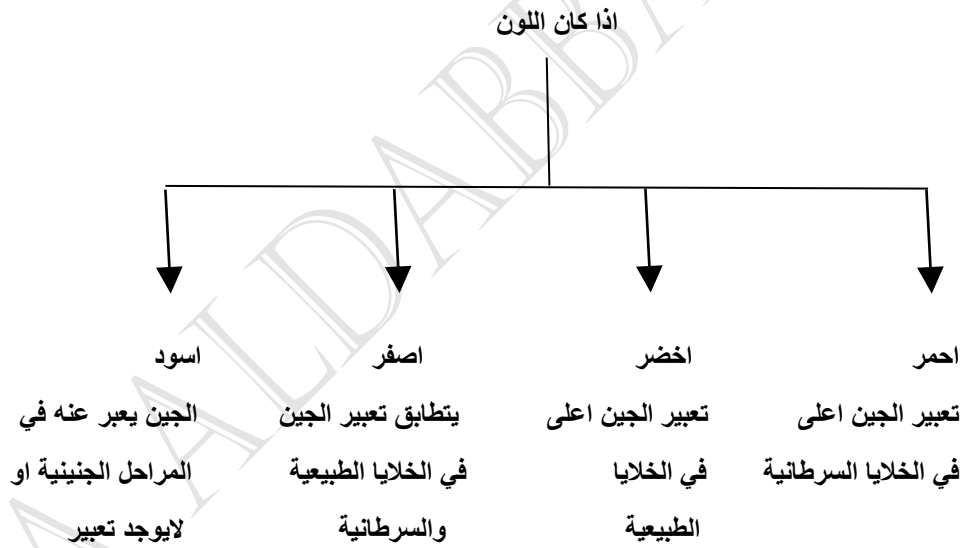 اذا كان اللون
احمر
تعبير الجين اعلى
في الخلايا السرطانية
اخضر
تعبير الجين اعلى
في الخلايا
الطبيعية
اصفر
يتطابق تعبير الجين
في الخلايا الطبيعية
والسرطانية
اسود
الجين يعبر عنه في
المراحل الجنينية او
لايوجد تعبير
A ALDABBA